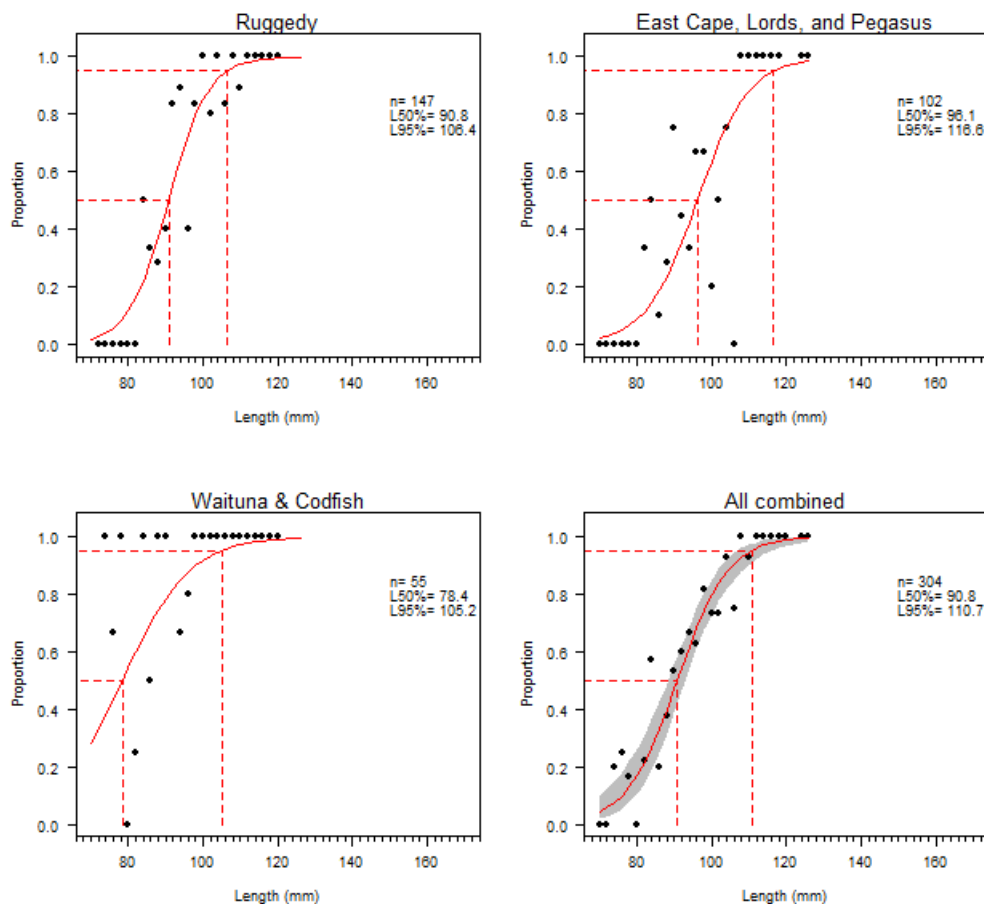 Ruggedy
1.0
0.8
0.6
0.4
0.2
0.0
Proportion
n= 147
L50%= 90.8
L95%= 106.4
80 100 120 140 160
Length (mm)
East Cape, Lords, and Pegasus
1.0
0.8
0.6
0.4
0.2
0.0
Proportion
n= 102
L50%= 96.1
L95%= 116.6
80 100 120 140 160
Length (mm)
Waituna & Codfish
1.0
0.8
0.6
0.4
0.2
0.0
Proportion
n= 55
L50%= 78.4
L95%= 105.2
80 100 120 140 160
Length (mm)
All combined
1.0
0.8
0.6
0.4
0.2
0.0
Proportion
n= 304
L50%= 90.8
L95%= 110.7
80 100 120 140 160
Length (mm)